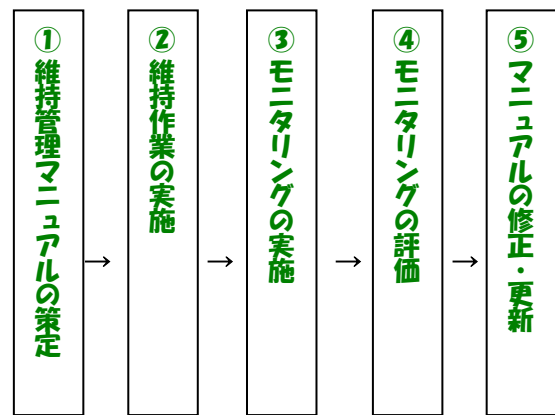 ①維持管理マニュアルの策定
→
②維持作業の実施
→
③モニタリングの実施
→
④モニタリングの評価
→
⑤マニュアルの修正・更新